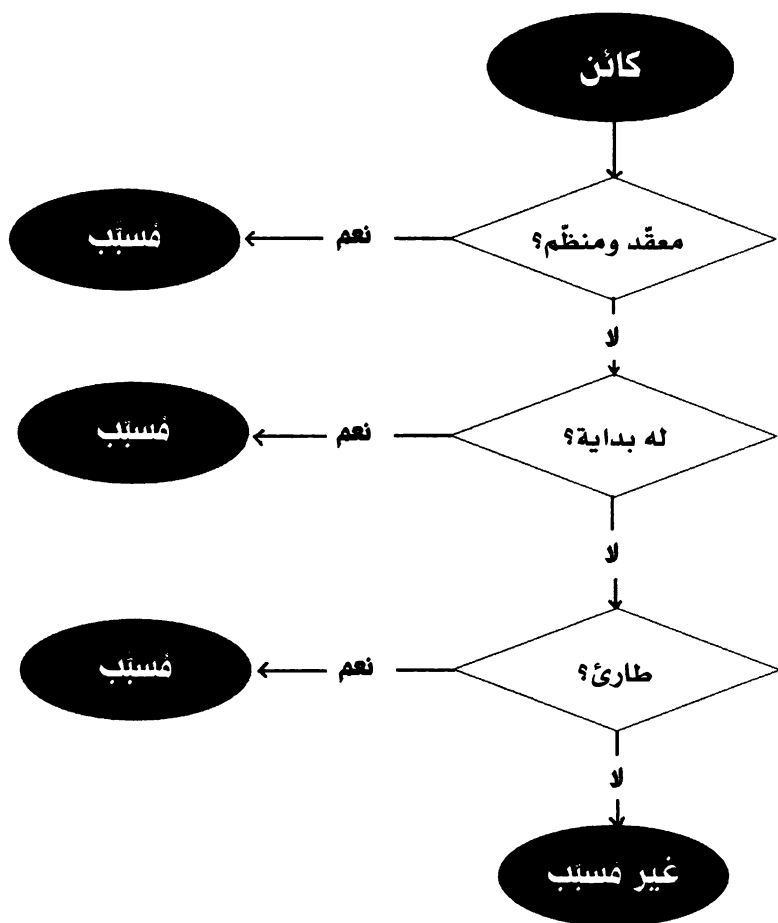 كائن
معقّد ومنظّم؟
نعم
مُسبَّب
لا
له بداية؟
نعم
مُسبَّب
لا
طارئ؟
نعم
مُسبَّب
لا
غير مُسبَّب